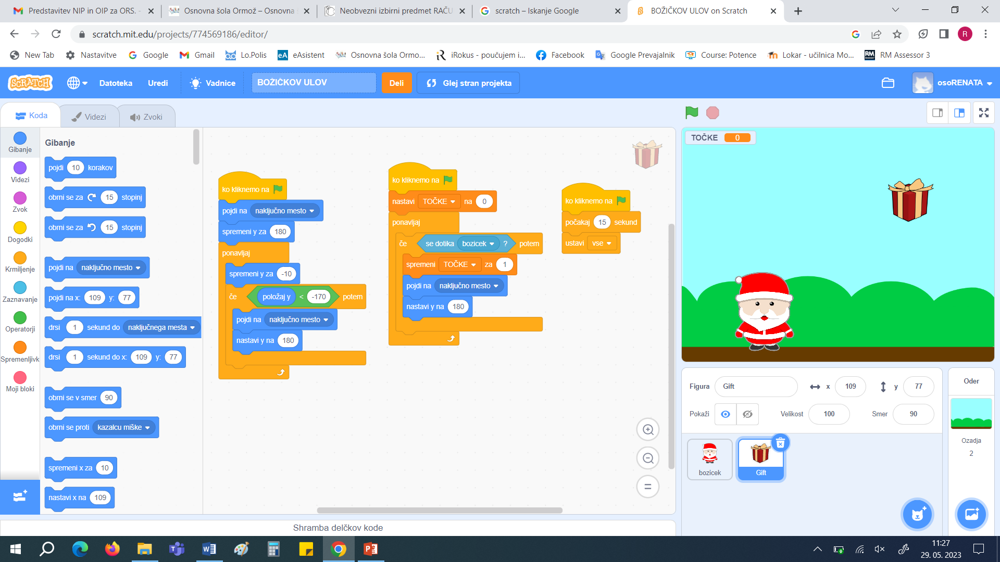 Predstavitev NIP in OIP za ORS. -
Osnovna šola Ormož – Osnovna
Neobvezni izbirni predmet RAČU
scratch – Iskanje Google
BOŽIČKOV ULOV on Scratch
scratch.mit.edu/projects/774569186/editor/
R
New Tab
Nastavitve
Google
Gmail
Lo.Polis
eA eAsistent
Osnovna šola Ormo...
iRokus - poučujem i...
Facebook
Google Prevajalnik
Course: Potence
Lokar - učilnica Mo...
RM RM Assessor 3
SCRATCH
Datoteka
Uredi
Vadnice
BOŽIČKOV ULOV
Deli
Glej stran projekta
osoRENATA
Koda
Videzi
Zvoki
Gibanje
Videzi
Zvok
Dogodki
Krmiljenje
Zaznavanje
Operatorji
Spremenljivk
Moji bloki
Gibanje
pojdi 10 korakov
obrni se za 15 stopinj
obrni se za 15 stopinj
pojdi na naključno mesto
pojdi na x: 109 y: 77
drsi 1 sekund do naključnega mesta
drsi 1 sekund do x: 109 y: 77
obrni se v smer 90
obrni se proti kazalcu miške
spremeni x za 10
nastavi x na 109
ko kliknemo na
pojdi na naključno mesto
spremeni y za 180
ponavljaj
spremeni y za -10
če položaj y < -170 potem
pojdi na naključno mesto
nastavi y na 180
ko kliknemo na
nastavi TOČKE na 0
ponavljaj
če se dotika bozicek ? potem
spremeni TOČKE za 1
pojdi na naključno mesto
nastavi y na 180
ko kliknemo na
počakaj 15 sekund
ustavi vse
Shramba delčkov kode
TOČKE 0
Figura Gift x 109 y 77
Pokaži Velikost 100 Smer 90
bozicek
Gift
Oder
Ozadja
2
11:27
29. 05. 2023